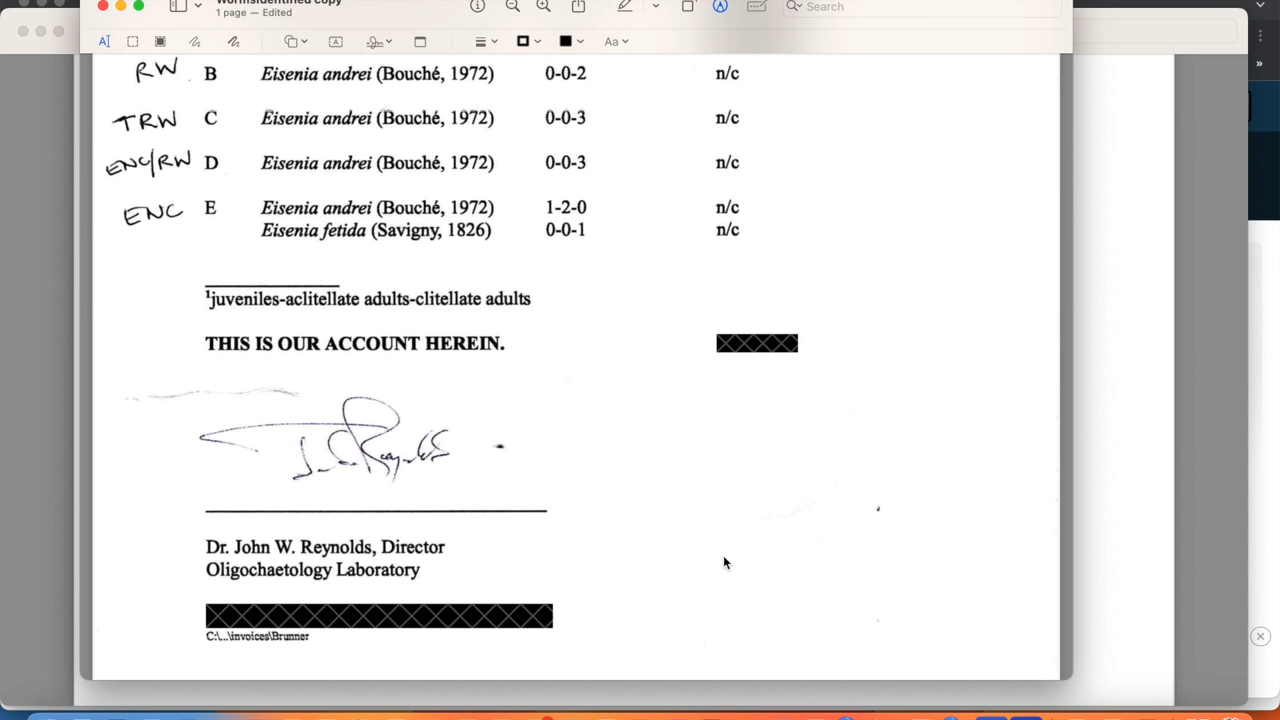 Wormsidentified copy
1 page — Edited
Search
Aa
RW B Eisenia andrei (Bouché, 1972) 0-0-2 n/c
TRW C Eisenia andrei (Bouché, 1972) 0-0-3 n/c
ENC/RW D Eisenia andrei (Bouché, 1972) 0-0-3 n/c
ENC E Eisenia andrei (Bouché, 1972) 1-2-0 n/c
Eisenia fetida (Savigny, 1826) 0-0-1 n/c
1juveniles-aclitellate adults-clitellate adults
THIS IS OUR ACCOUNT HEREIN.
Reynolds
Dr. John W. Reynolds, Director
Oligochaetology Laboratory
C:\...\invoices\Brunner